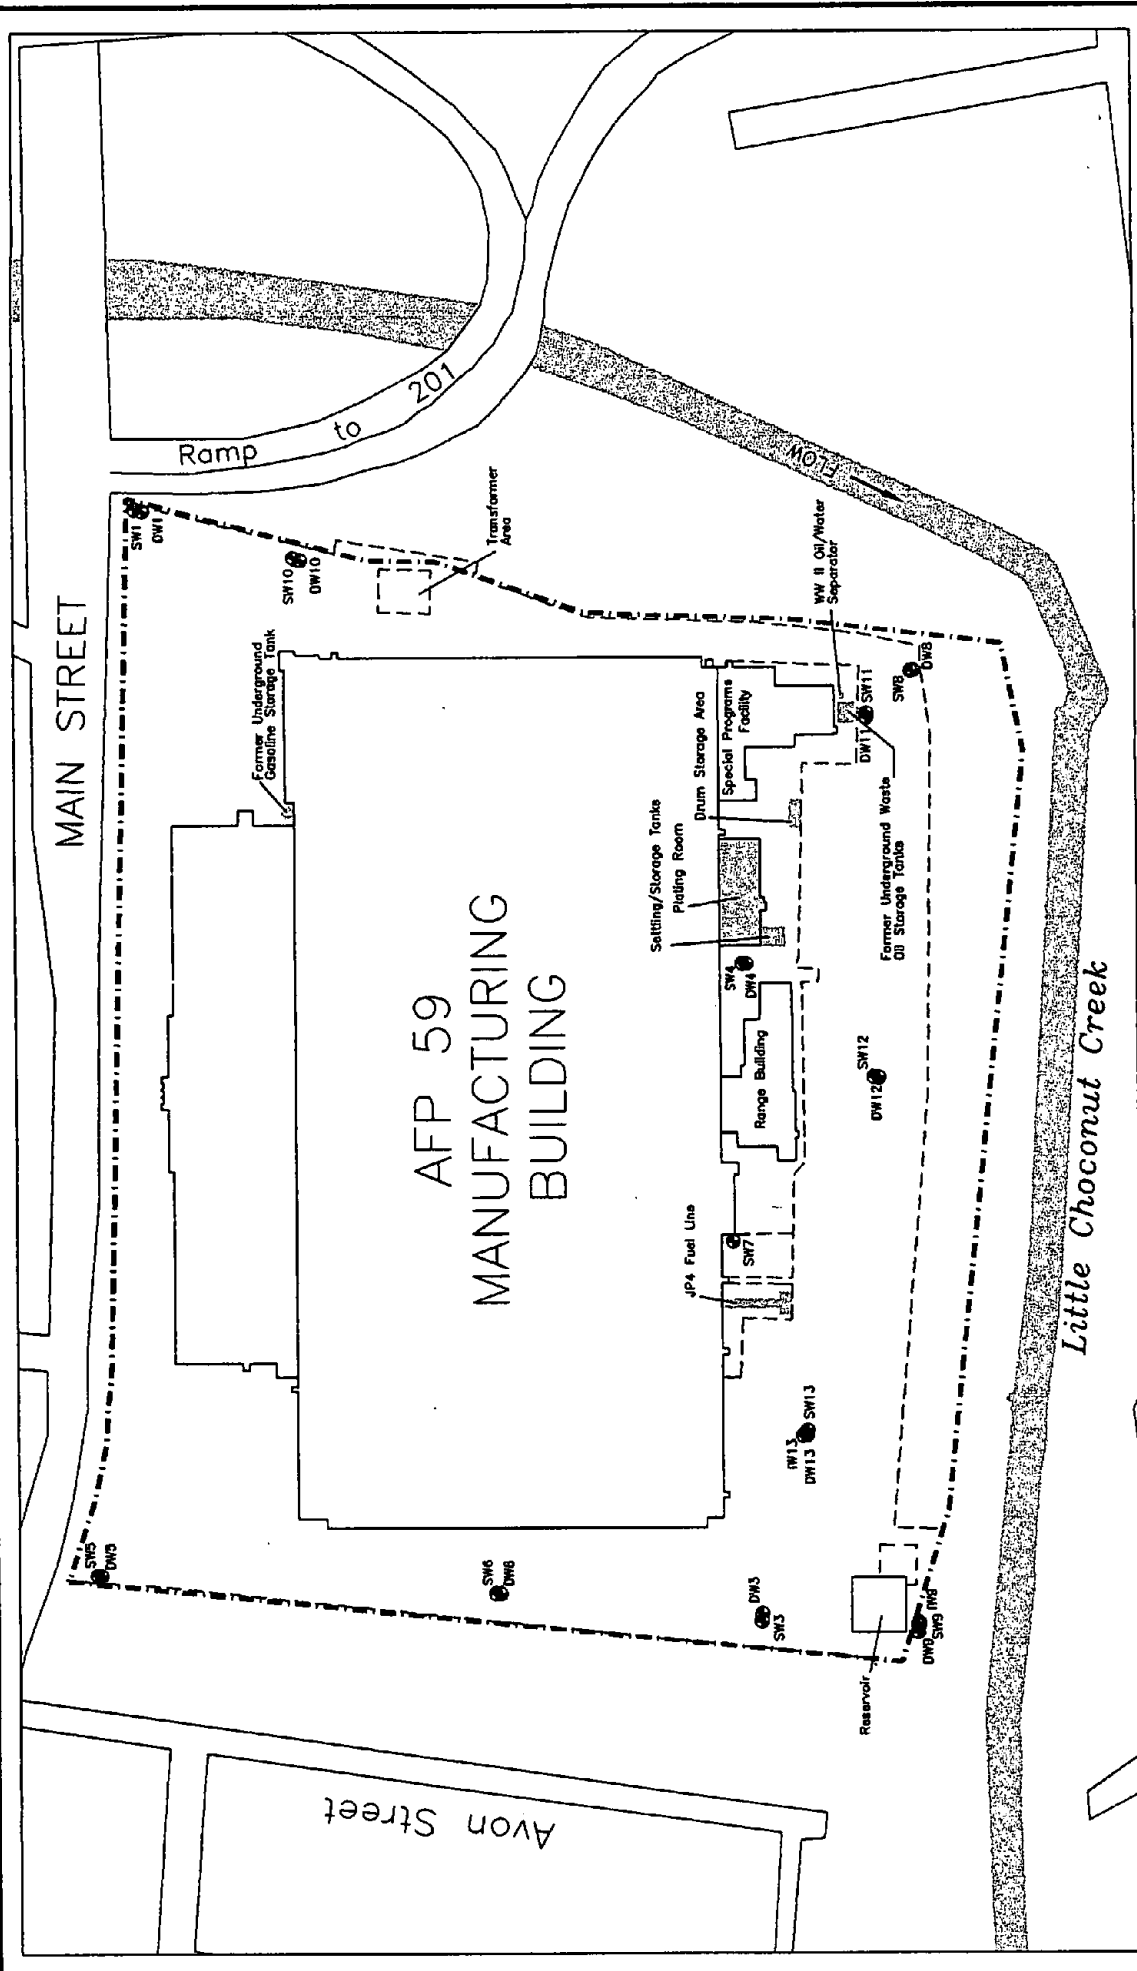 MAIN STREET
Ramp
to
201
SW1
DW1
SW10
DW10
Transformer
Area
Former Underground
Gasoline Storage Tank
FLOW
WW II Oil/Water
Separator
SW8
DW8
SW11
DW11
Special Programs
Facility
Drum Storage Area
Settling/Storage Tanks
Plating Room
Former Underground Waste
Oil Storage Tanks
AFP 59
MANUFACTURING
BUILDING
SW4
DW4
Range Building
SW12
DW12
SW7
JP4 Fuel Line
SW13
DW13
Little Choconut Creek
SW5
DW5
SW6
DW6
DW3
SW3
SW9
DW9
Reservoir
Avon Street